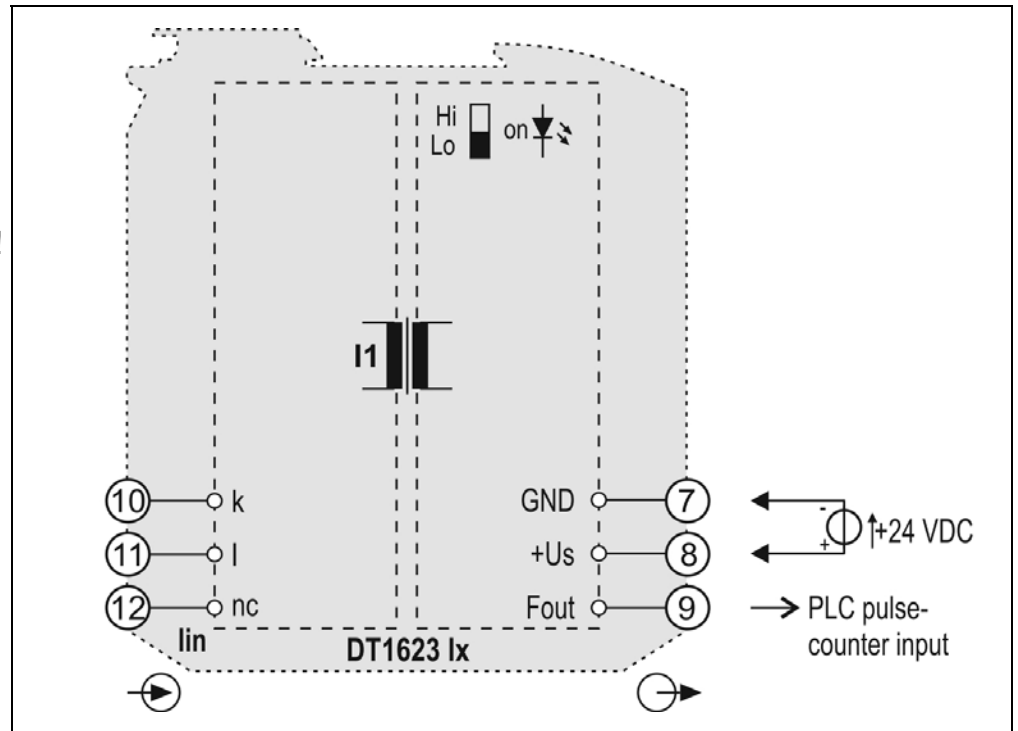 Hi
Lo
on
I1
10 k
11 l
12 nc
Iin
GND 7
+Us 8
Fout 9
- 
+
+24 VDC
PLC pulse-
counter input
DT1623 Ix
!